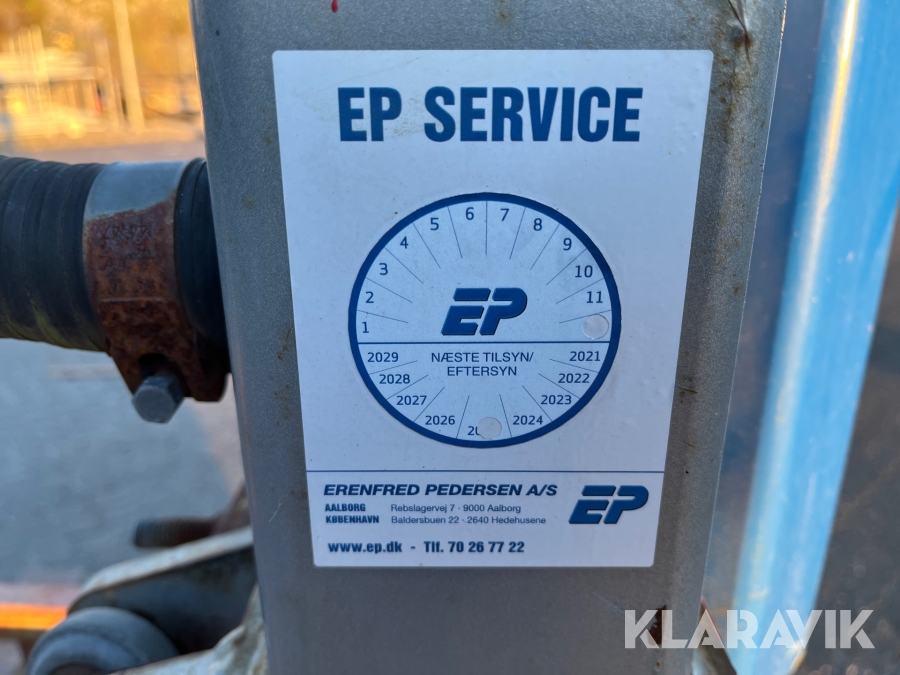 EP SERVICE
1
2
3
4
5
6
7
8
9
10
11
EP
NÆSTE TILSYN/
EFTERSYN
2021
2022
2023
2024
2026
2027
2028
2029
ERENFRED PEDERSEN A/S
EP
AALBORG Rebslagervej 7 · 9000 Aalborg
KØBENHAVN Baldersbuen 22 · 2640 Hedehusene
www.ep.dk - Tlf. 70 26 77 22
KLARAVIK